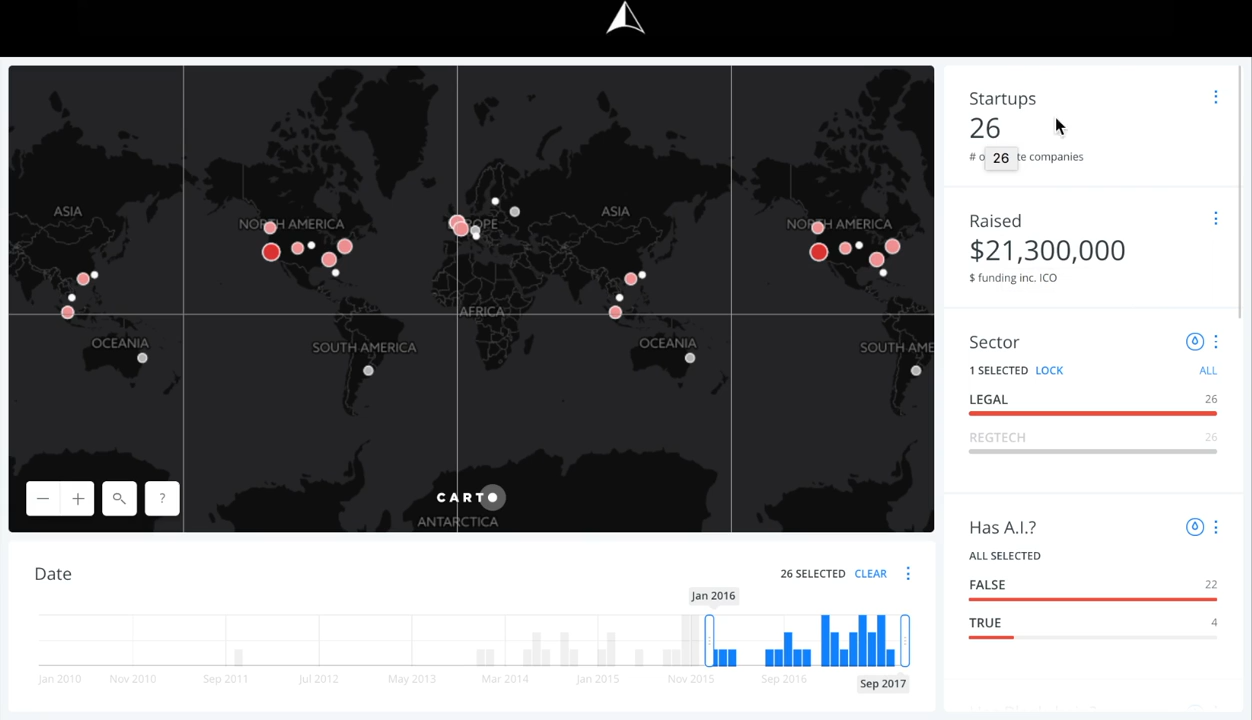 ASIA
NORTH AMERICA
ASIA
NORTH AMERICA
AFRICA
OCEANIA
SOUTH AMERICA
OCEANIA
SOUTH AME
CARTO
ANTARCTICA
− + ?
Startups
26
26
companies
Raised
$21,300,000
$ funding inc. ICO
Sector
1 SELECTED LOCK ALL
LEGAL 26
REGTECH 26
Has A.I.?
ALL SELECTED
FALSE 22
TRUE 4
Date
26 SELECTED CLEAR
Jan 2016
Jan 2010 Nov 2010 Sep 2011 Jul 2012 May 2013 Mar 2014 Jan 2015 Nov 2015 Sep 2016
Sep 2017